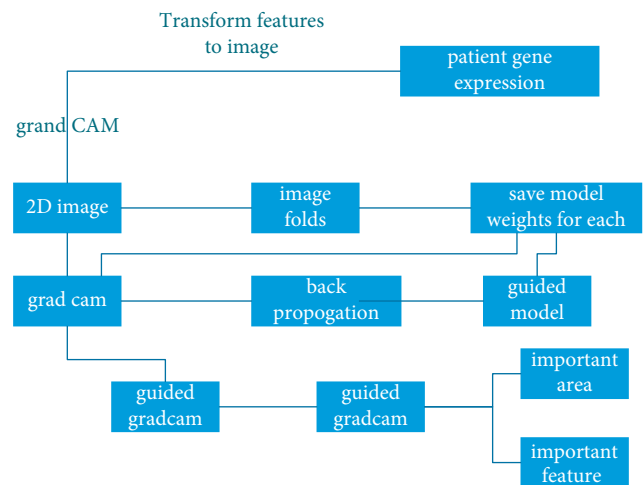 Transform features
to image
patient gene
expression
grand CAM
2D image
image
folds
save model
weights for each
grad cam
back
propogation
guided
model
guided
gradcam
guided
gradcam
important
area
important
feature